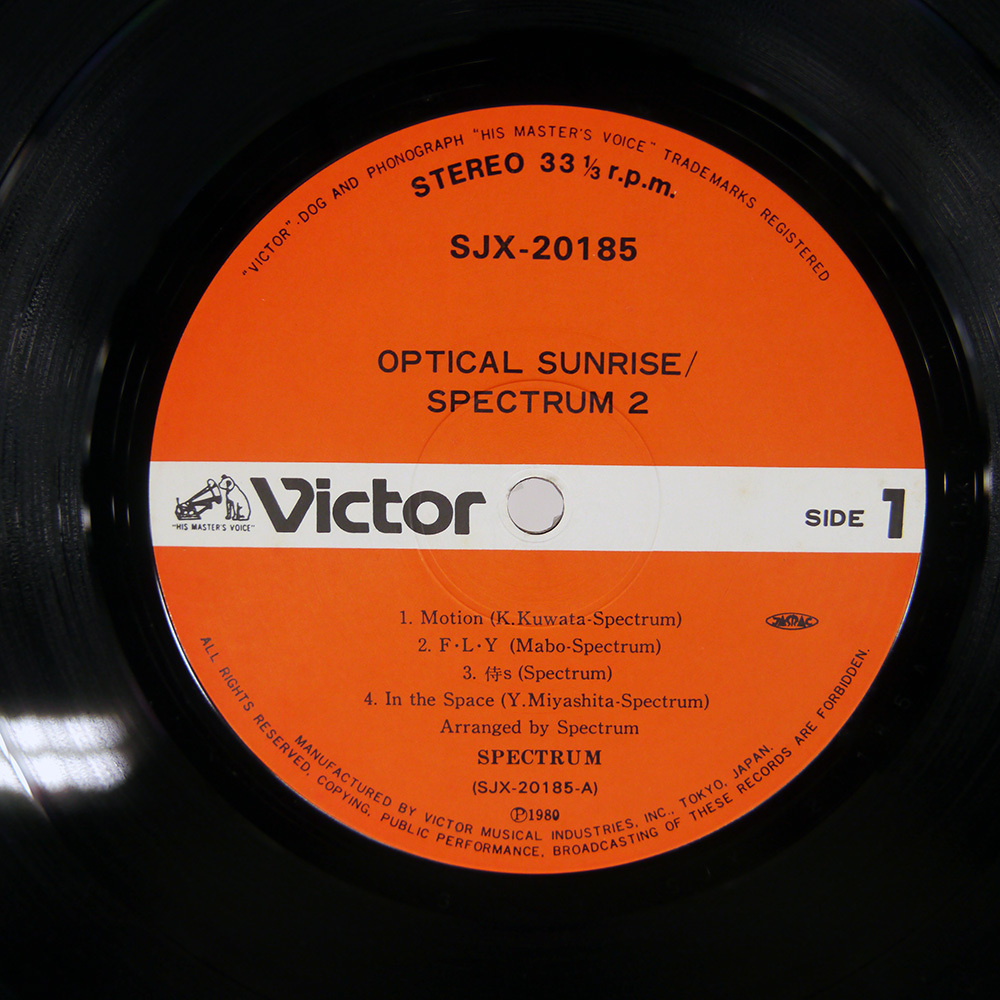 "VICTOR"·DOG AND PHONOGRAPH "HIS MASTER'S VOICE" TRADEMARKS REGISTERED
STEREO 33 ⅓ r.p.m.
SJX-20185
OPTICAL SUNRISE/
SPECTRUM 2
"HIS MASTER'S VOICE"
Victor
SIDE 1
1. Motion (K.Kuwata-Spectrum)
2. F·L·Y (Mabo-Spectrum)
3. 侍s (Spectrum)
4. In the Space (Y.Miyashita-Spectrum)
Arranged by Spectrum
SPECTRUM
(SJX-20185-A)
Ⓟ1980
JASRAC
MANUFACTURED BY VICTOR MUSICAL INDUSTRIES, INC., TOKYO, JAPAN.
ALL RIGHTS RESERVED. COPYING, PUBLIC PERFORMANCE, BROADCASTING OF THESE RECORDS ARE FORBIDDEN.